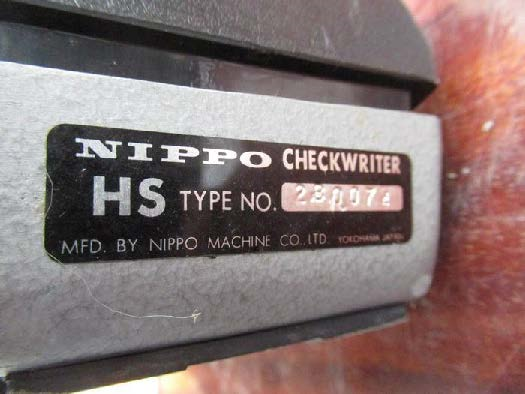 NIPPO CHECKWRITER
HS TYPE NO.
MFD. BY NIPPO MACHINE CO., LTD. YOKOHAMA JAPAN